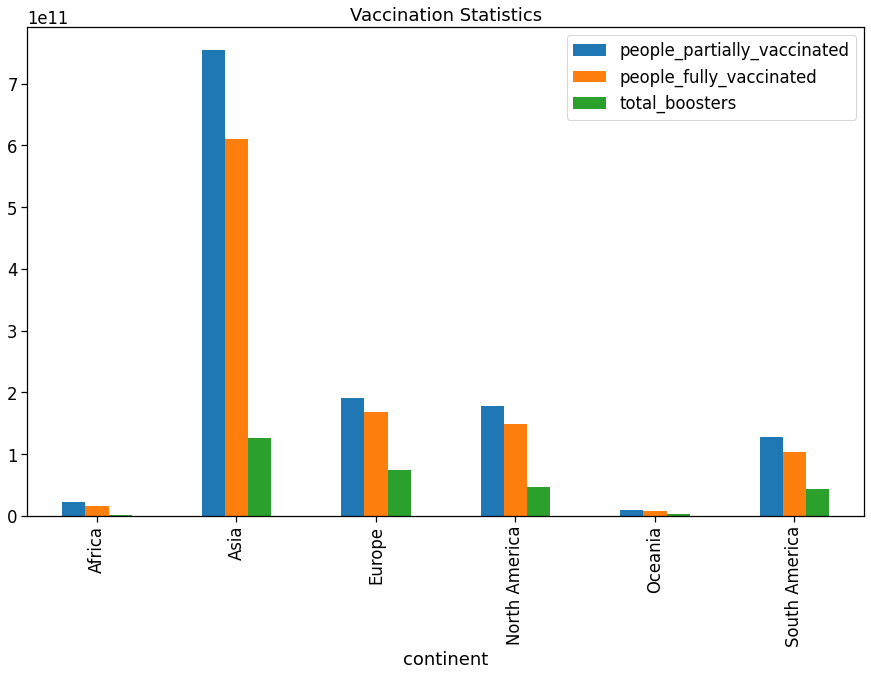 Vaccination Statistics
1e11
people_partially_vaccinated
people_fully_vaccinated
total_boosters
7
6
5
4
3
2
1
0
Africa
Asia
Europe
North America
Oceania
South America
continent